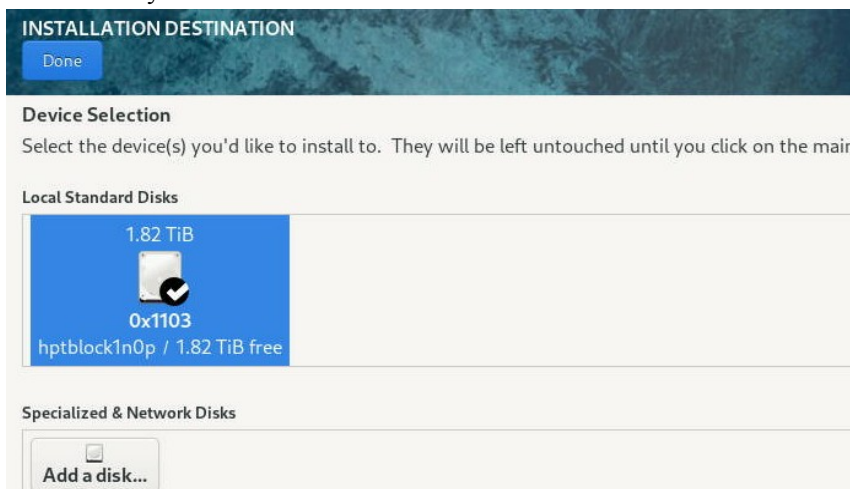 INSTALLATION DESTINATION
Done
Device Selection
Select the device(s) you'd like to install to. They will be left untouched until you click on the
Local Standard Disks
1.82 TiB
0x1103
hptblock1n0p / 1.82 TiB free
Specialized & Network Disks
Add a disk...